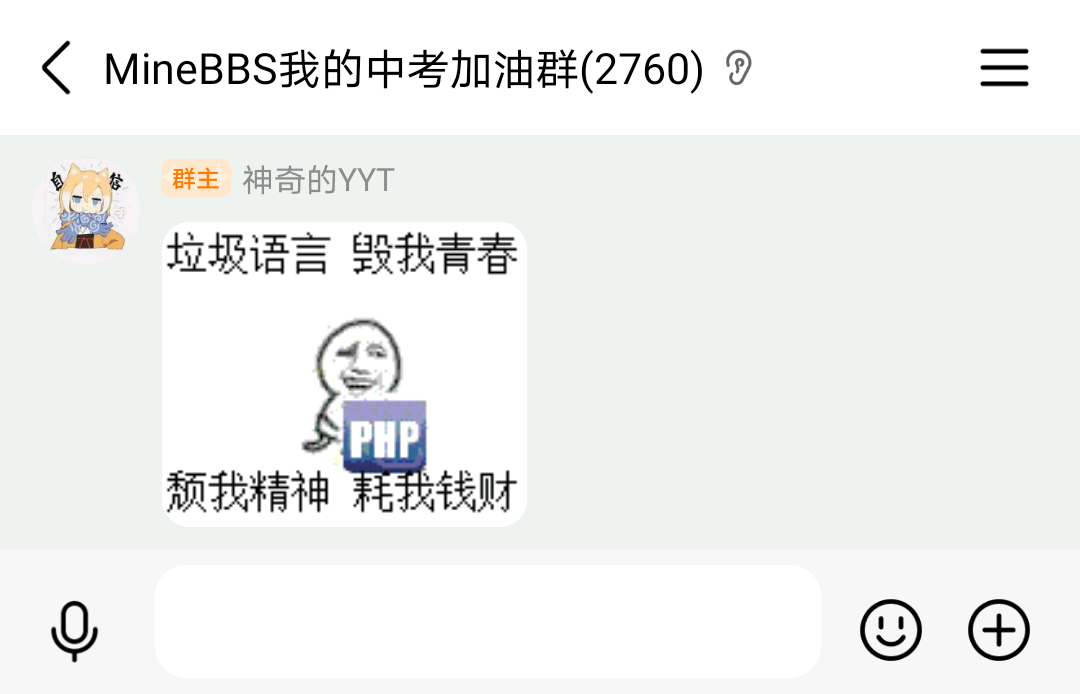 MineBBS我的中考加油群(2760)
自信
群主 神奇的YYT
垃圾语言 毁我青春
PHP
颓我精神 耗我钱财